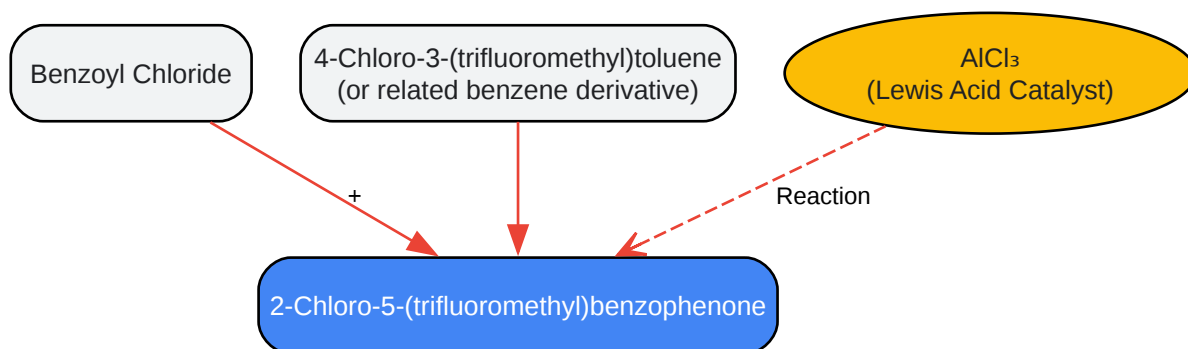 Benzoyl Chloride
4-Chloro-3-(trifluoromethyl)toluene
(or related benzene derivative)
AlCl₃
(Lewis Acid Catalyst)
+
Reaction
2-Chloro-5-(trifluoromethyl)benzophenone